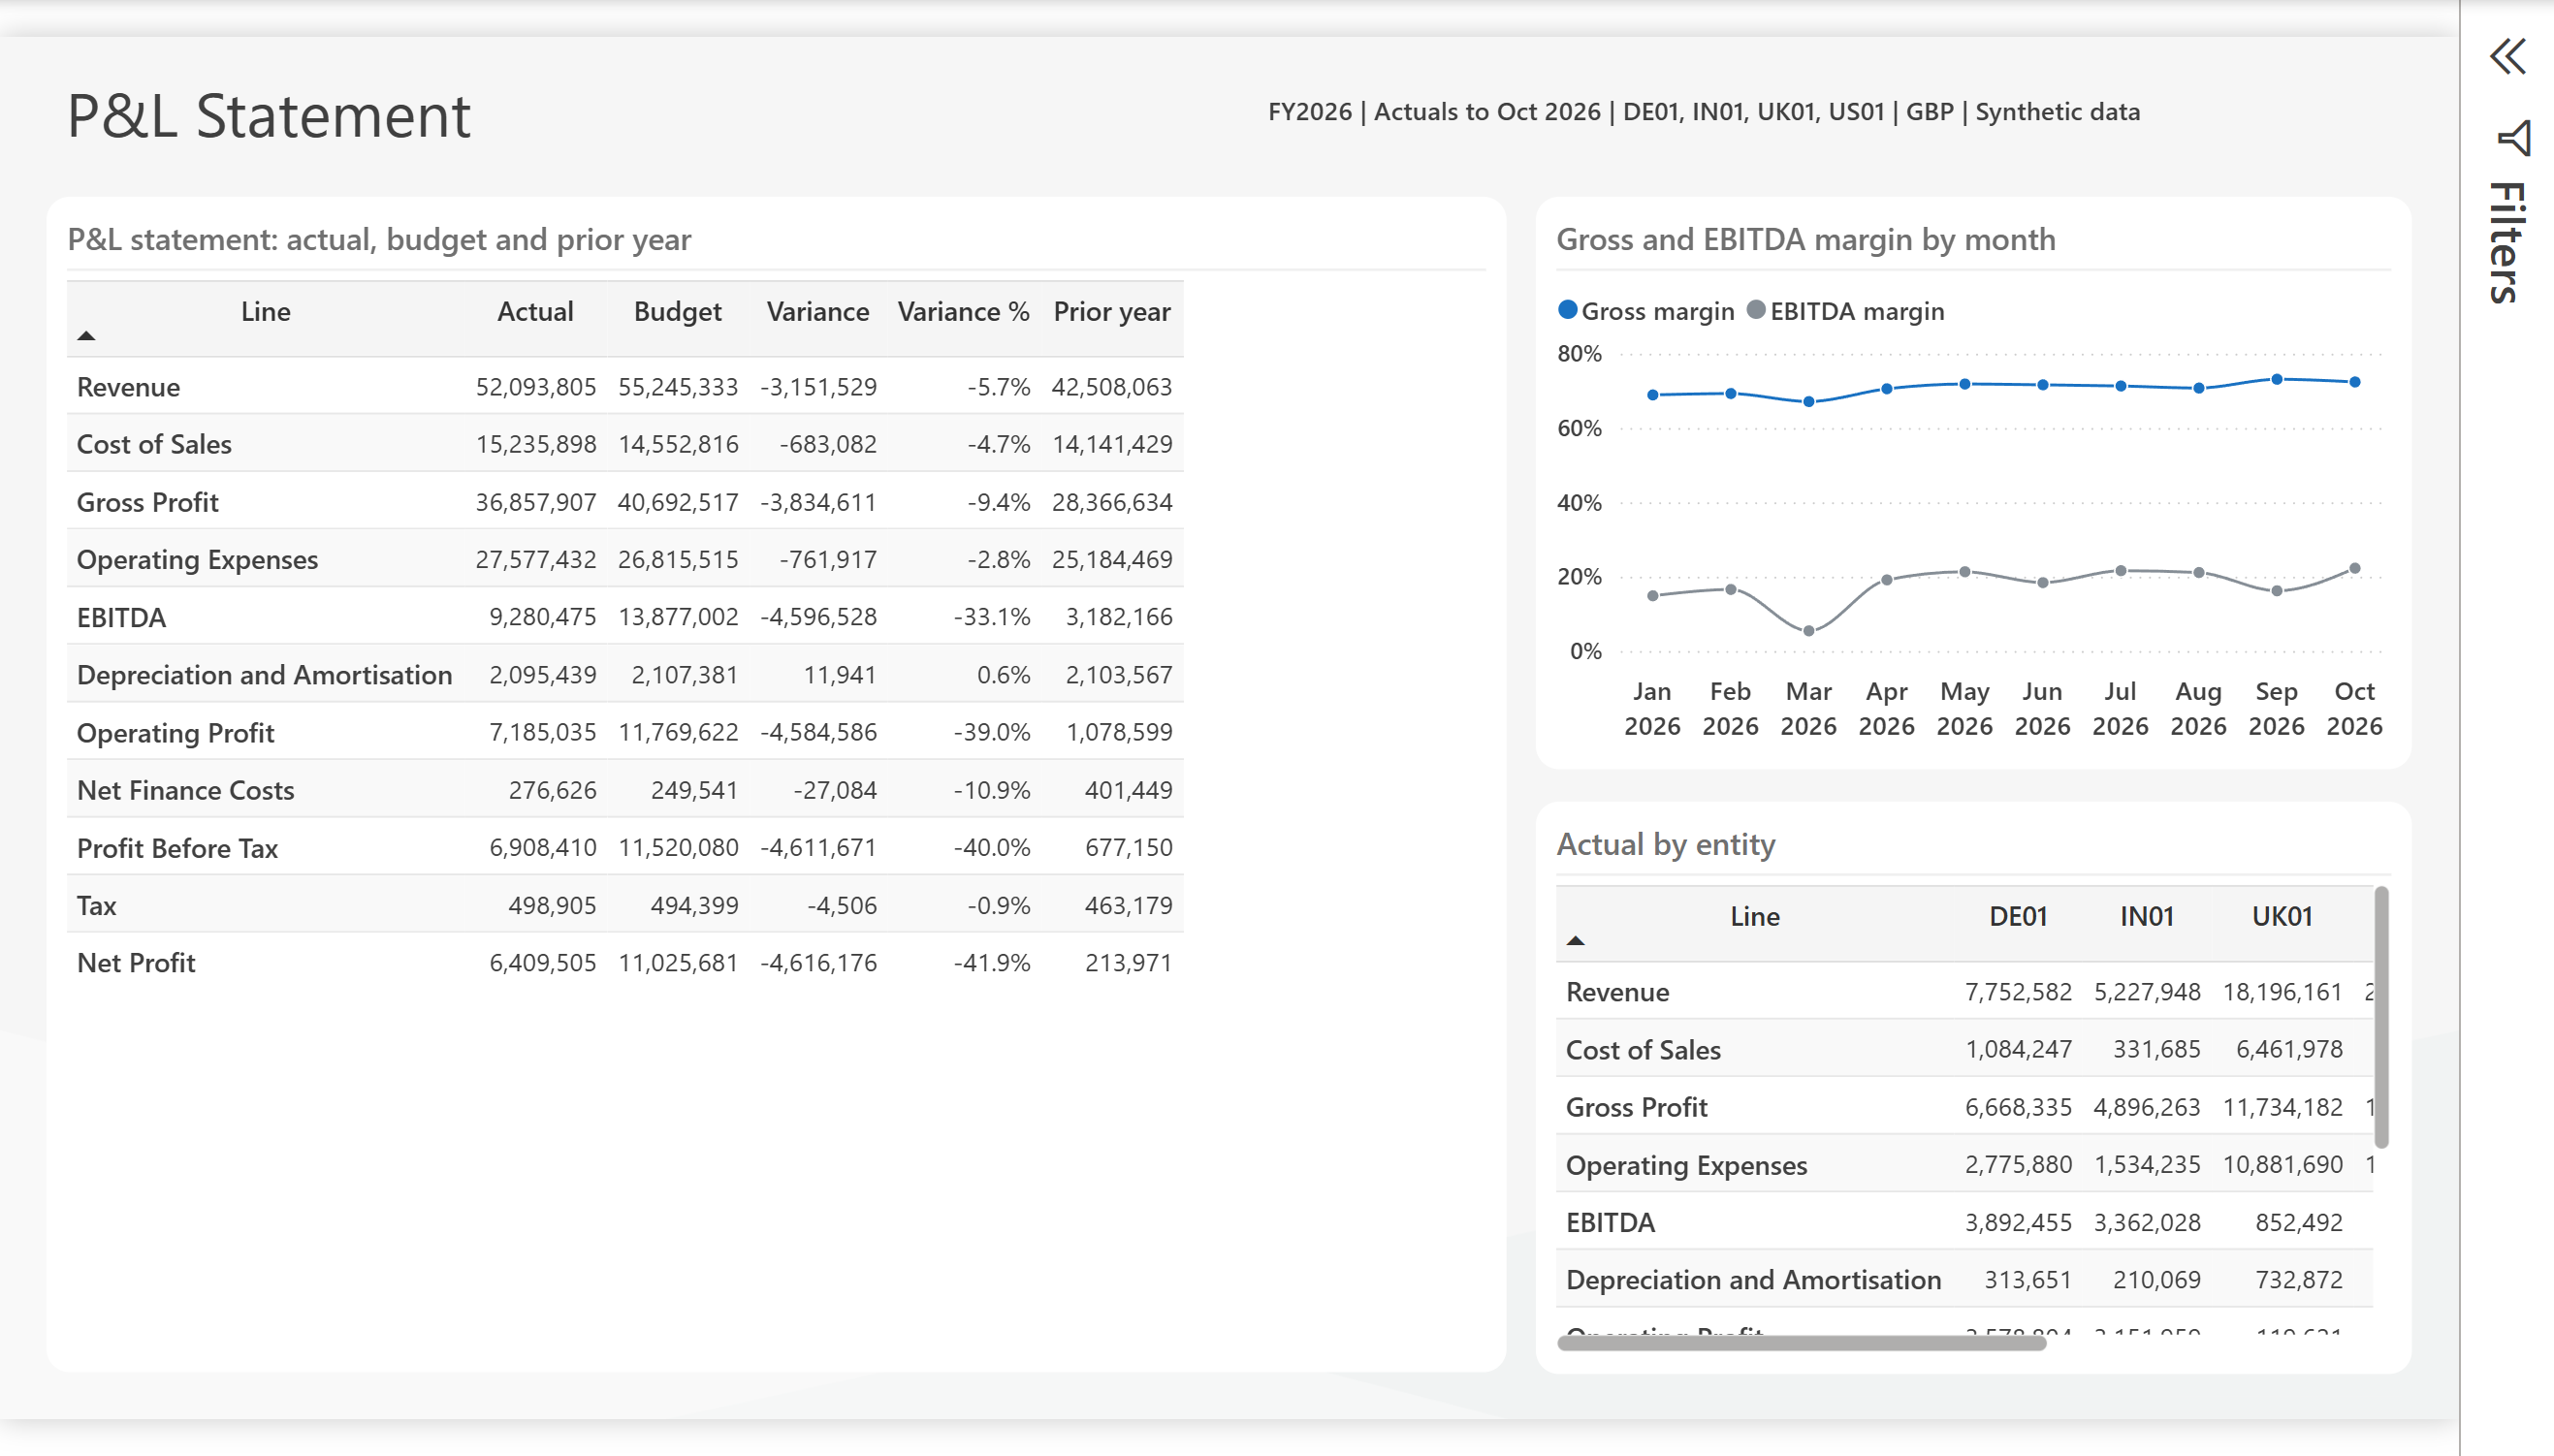 P&L Statement
FY2026 | Actuals to Oct 2026 | DE01, IN01, UK01, US01 | GBP | Synthetic data
Filters
P&L statement: actual, budget and prior year
Line Actual Budget Variance Variance % Prior year
Revenue 52,093,805 55,245,333 -3,151,529 -5.7% 42,508,063
Cost of Sales 15,235,898 14,552,816 -683,082 -4.7% 14,141,429
Gross Profit 36,857,907 40,692,517 -3,834,611 -9.4% 28,366,634
Operating Expenses 27,577,432 26,815,515 -761,917 -2.8% 25,184,469
EBITDA 9,280,475 13,877,002 -4,596,528 -33.1% 3,182,166
Depreciation and Amortisation 2,095,439 2,107,381 11,941 0.6% 2,103,567
Operating Profit 7,185,035 11,769,622 -4,584,586 -39.0% 1,078,599
Net Finance Costs 276,626 249,541 -27,084 -10.9% 401,449
Profit Before Tax 6,908,410 11,520,080 -4,611,671 -40.0% 677,150
Tax 498,905 494,399 -4,506 -0.9% 463,179
Net Profit 6,409,505 11,025,681 -4,616,176 -41.9% 213,971
Gross and EBITDA margin by month
Gross margin EBITDA margin
80%
60%
40%
20%
0%
Jan Feb Mar Apr May Jun Jul Aug Sep Oct
2026 2026 2026 2026 2026 2026 2026 2026 2026 2026
Actual by entity
Line DE01 IN01 UK01
Revenue 7,752,582 5,227,948 18,196,161
Cost of Sales 1,084,247 331,685 6,461,978
Gross Profit 6,668,335 4,896,263 11,734,182
Operating Expenses 2,775,880 1,534,235 10,881,690
EBITDA 3,892,455 3,362,028 852,492
Depreciation and Amortisation 313,651 210,069 732,872
Operating Profit